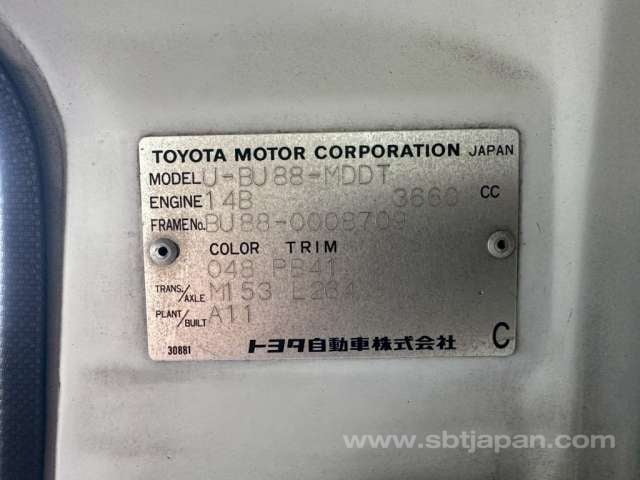 TOYOTA MOTOR CORPORATION JAPAN
MODEL U-BU88-MDDT
ENGINE 14B 3660 CC
FRAME No. BU88-0008709
COLOR TRIM
048 PB41
TRANS./AXLE M153 L264
PLANT/BUILT A11
30881 トヨタ自動車株式会社 C
www.sbtjapan.com